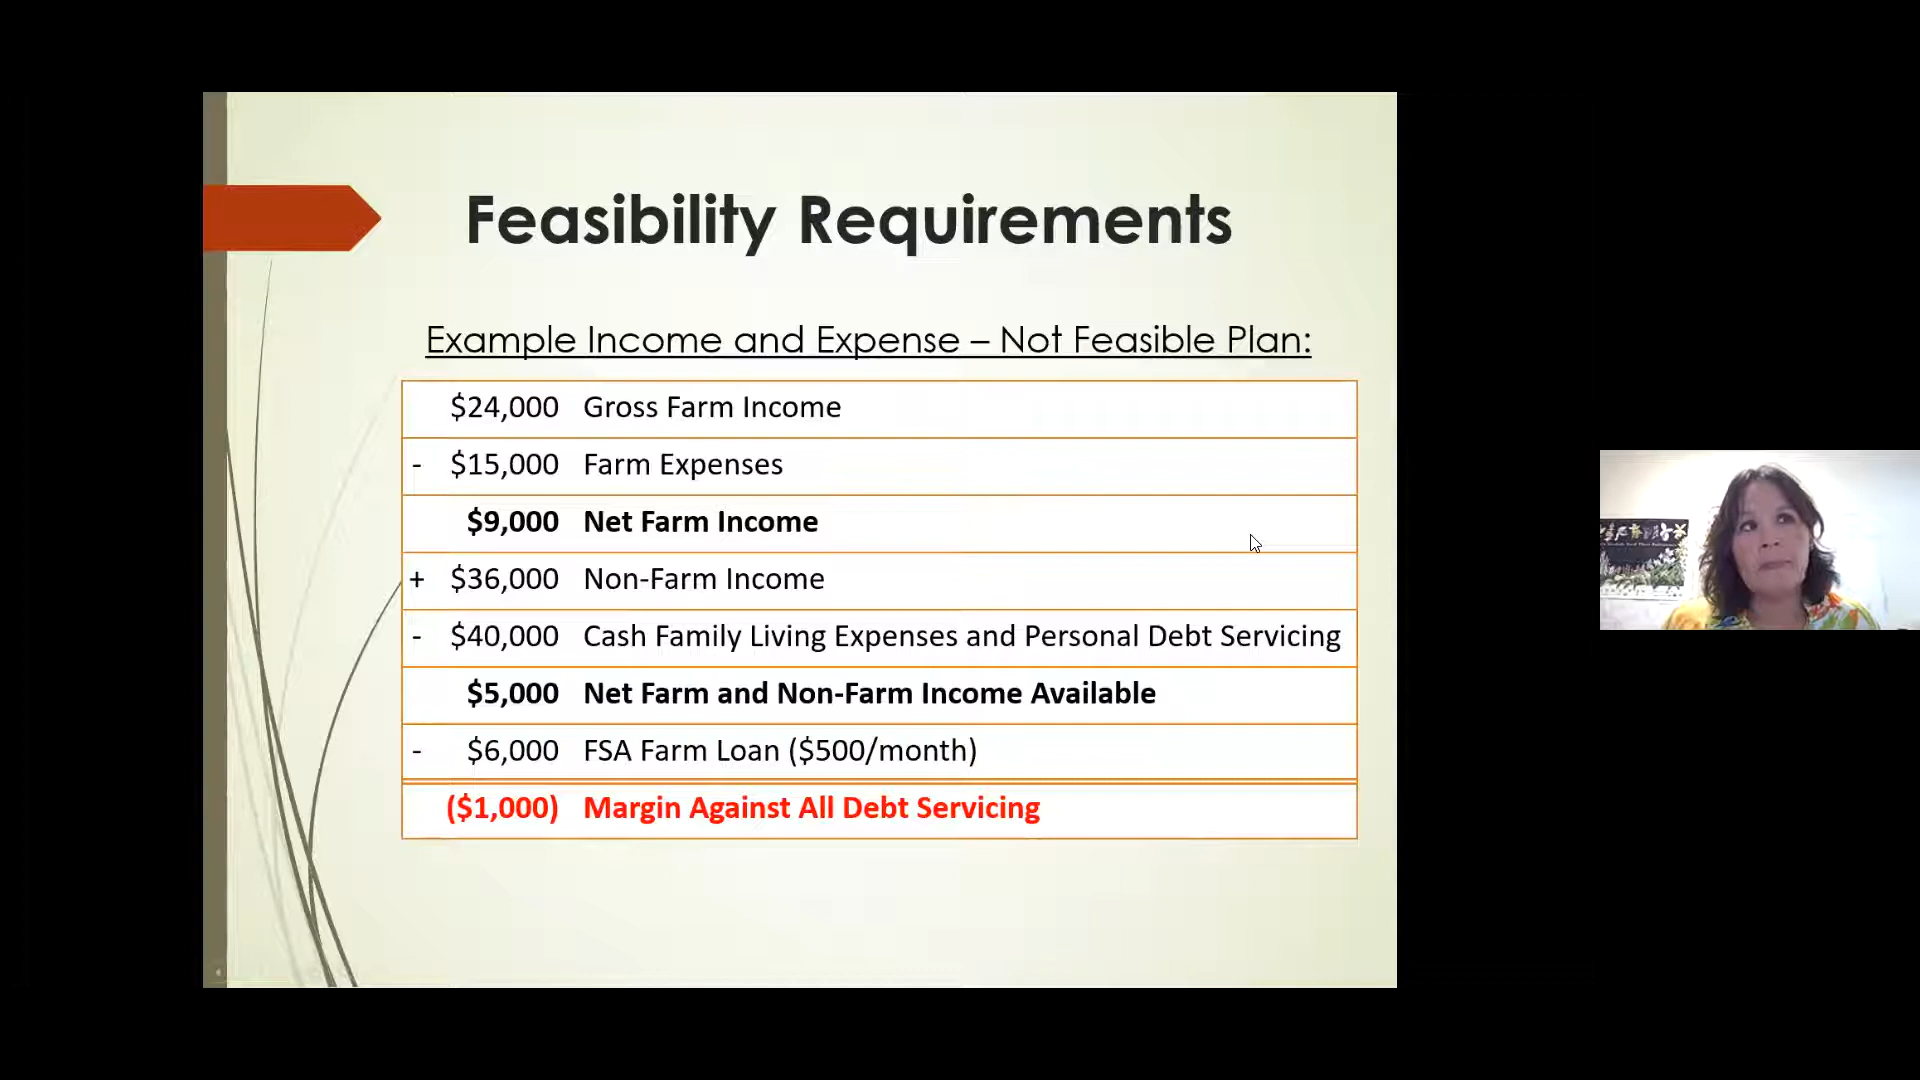 Feasibility Requirements
Example Income and Expense – Not Feasible Plan:
$24,000 Gross Farm Income
- $15,000 Farm Expenses
$9,000 Net Farm Income
+ $36,000 Non-Farm Income
- $40,000 Cash Family Living Expenses and Personal Debt Servicing
$5,000 Net Farm and Non-Farm Income Available
- $6,000 FSA Farm Loan ($500/month)
($1,000) Margin Against All Debt Servicing